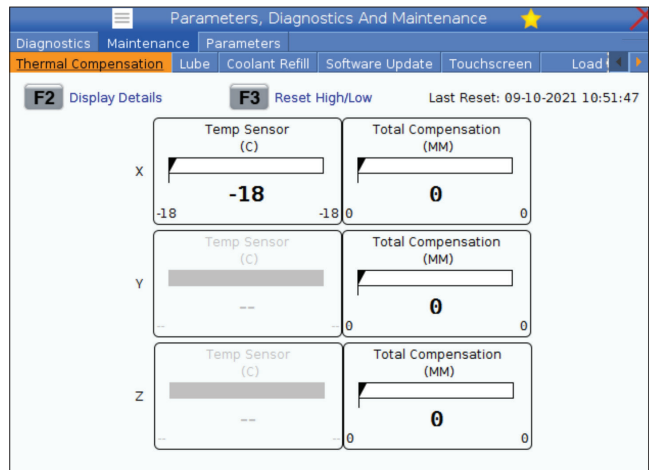 Parameters, Diagnostics And Maintenance
Diagnostics Maintenance Parameters
Thermal Compensation Lube Coolant Refill Software Update Touchscreen Load
F2 Display Details F3 Reset High/Low Last Reset: 09-10-2021 10:51:47
Temp Sensor Total Compensation
(C) (MM)
X
-18 0
-18 -18 0 0
Temp Sensor Total Compensation
(C) (MM)
Y
-- 0
-- -- 0 0
Temp Sensor Total Compensation
(C) (MM)
Z
-- 0
-- -- 0 0